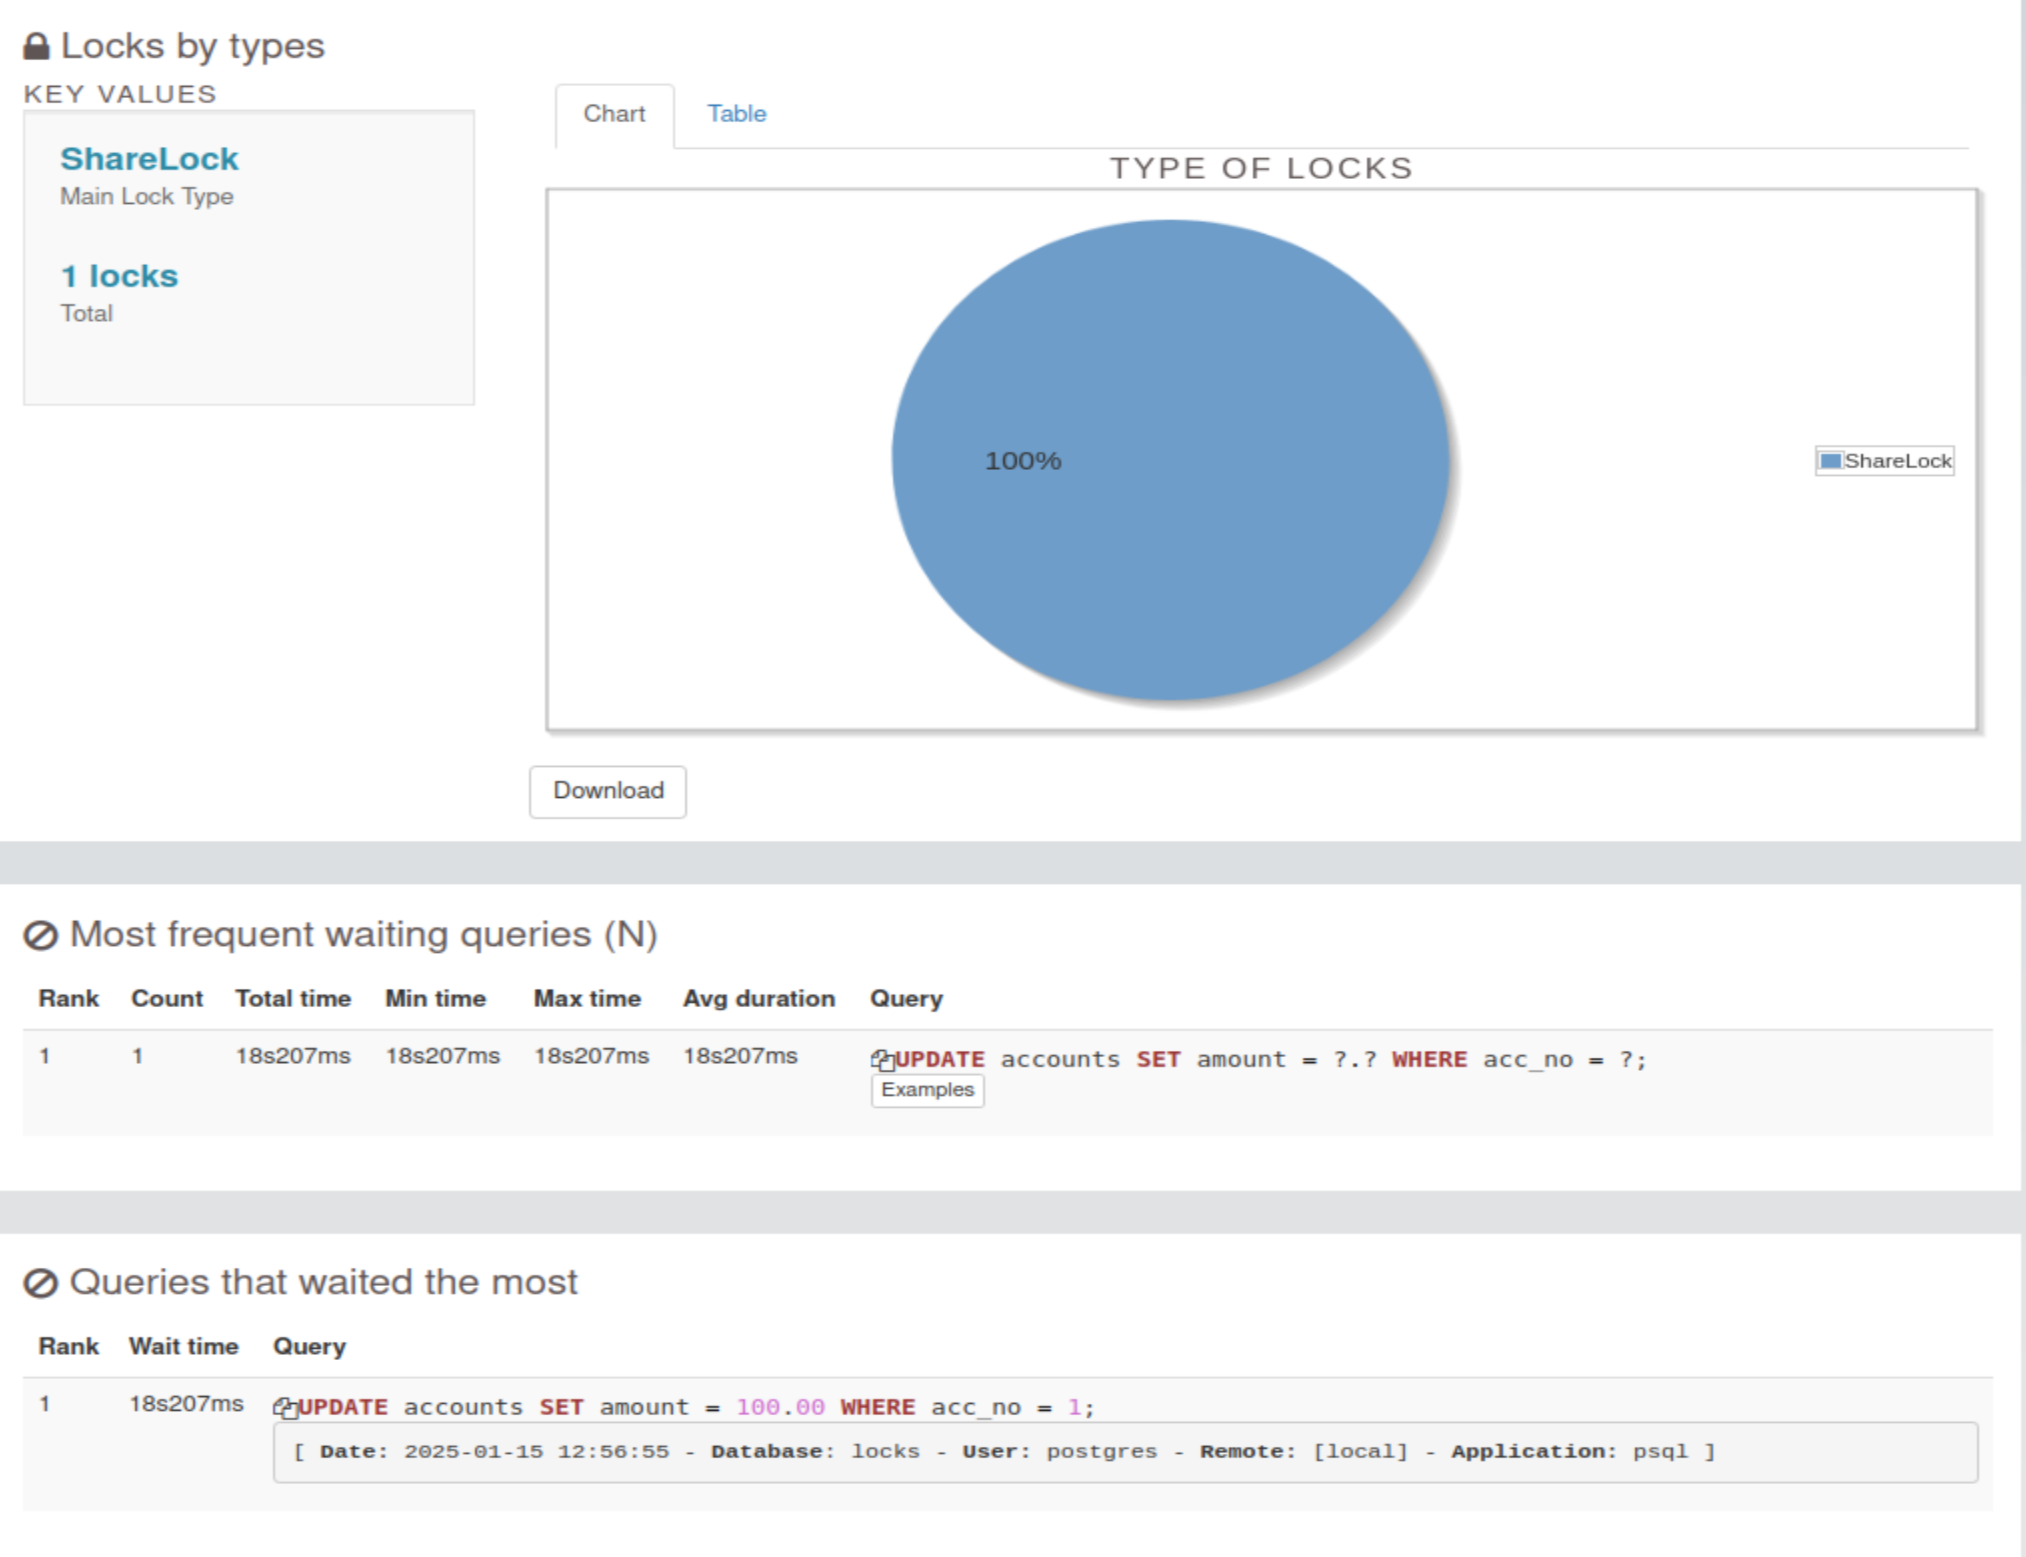 Locks by types
KEY VALUES
ShareLock
Main Lock Type
1 locks
Total
Chart Table
TYPE OF LOCKS
100%
ShareLock
Download
Most frequent waiting queries (N)
Rank Count Total time Min time Max time Avg duration Query
1 1 18s207ms 18s207ms 18s207ms 18s207ms UPDATE accounts SET amount = ?.? WHERE acc_no = ?;
Examples
Queries that waited the most
Rank Wait time Query
1 18s207ms UPDATE accounts SET amount = 100.00 WHERE acc_no = 1;
[ Date: 2025-01-15 12:56:55 - Database: locks - User: postgres - Remote: [local] - Application: psql ]